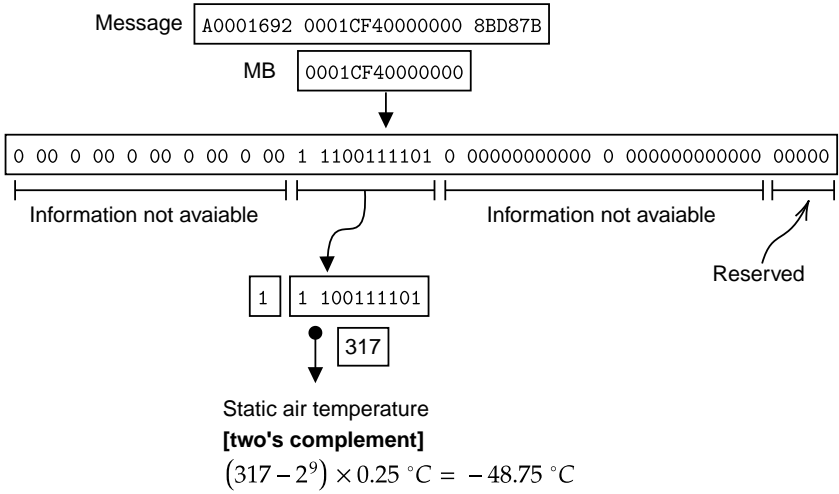 Message A0001692 0001CF40000000 8BD87B
MB 0001CF40000000
0 00 0 00 0 00 0 00 0 00 1 1100111101 0 00000000000 0 000000000000 00000
Information not avaiable Information not avaiable
Reserved
1 1 100111101
317
Static air temperature
[two's complement]
(317 − 2⁹) × 0.25 °C = − 48.75 °C